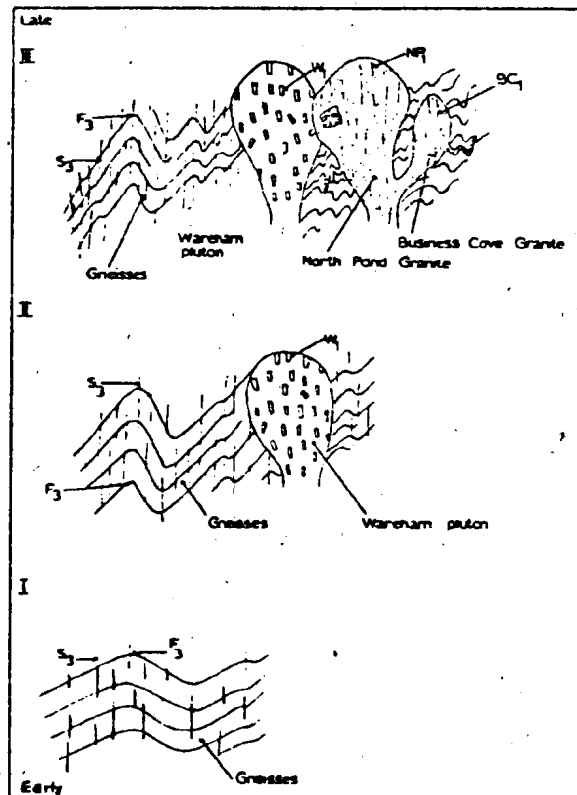 Late
III
W₁
NP₁
BC₁
F₃
S₃
Gneisses
Wareham
pluton
Business Cove Granite
North Pond
Granite
II
W₁
S₃
F₃
Gneisses
Wareham pluton
I
S₃
F₃
Gneisses
Early